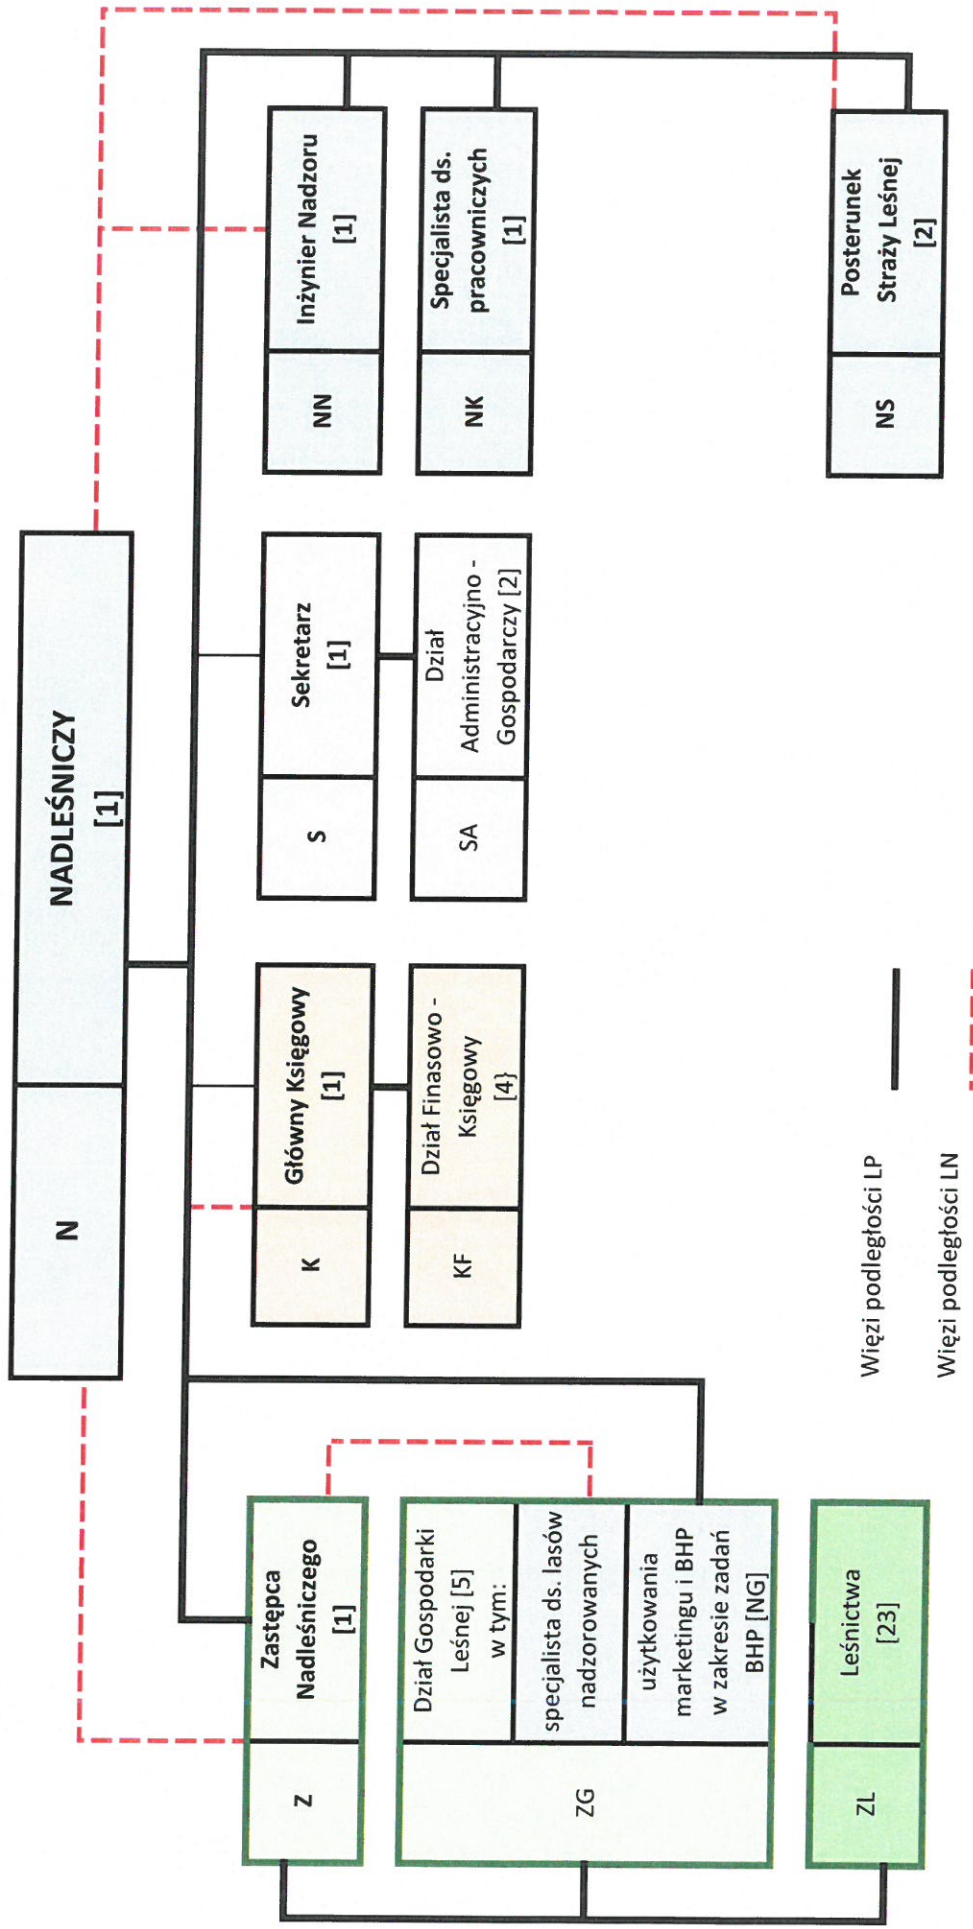 N
NADLEŚNICZY
[1]
Z
Zastępca
Nadleśniczego
[1]
ZG
Dział Gospodarki
Leśnej [5]
w tym:
specjalista ds. lasów
nadzorowanych
użytkowania
marketingu i BHP
w zakresie zadań
BHP [NG]
ZL
Leśnictwa
[23]
K
Główny Księgowy
[1]
KF
Dział Finasowo -
Księgowy
[4}
S
Sekretarz
[1]
SA
Dział
Administracyjno -
Gospodarczy [2]
NN
Inżynier Nadzoru
[1]
NK
Specjalista ds.
pracowniczych
[1]
NS
Posterunek
Straży Leśnej
[2]
Więzi podległości LP
Więzi podległości LN